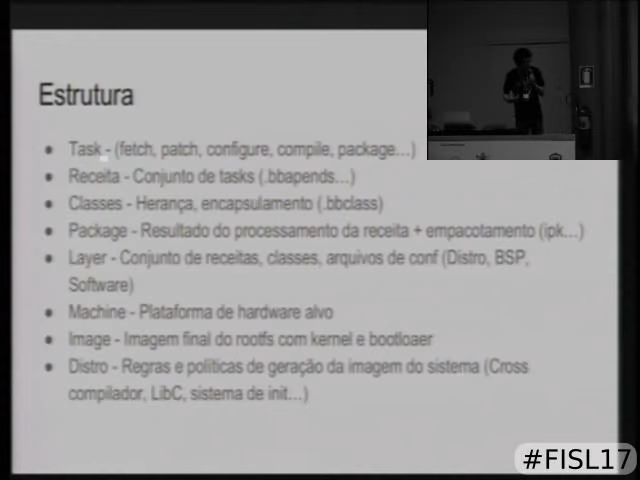 Estrutura
● Task - (fetch, patch, configure, compile, package...)
● Receita - Conjunto de tasks (.bbapends...)
● Classes - Herança, encapsulamento (.bbclass)
● Package - Resultado do processamento da receita + empacotamento (ipk...)
● Layer - Conjunto de receitas, classes, arquivos de conf (Distro, BSP,
Software)
● Machine - Plataforma de hardware alvo
● Image - Imagem final do rootfs com kernel e bootloaer
● Distro - Regras e políticas de geração da imagem do sistema (Cross
compilador, LibC, sistema de init...)
#FISL17